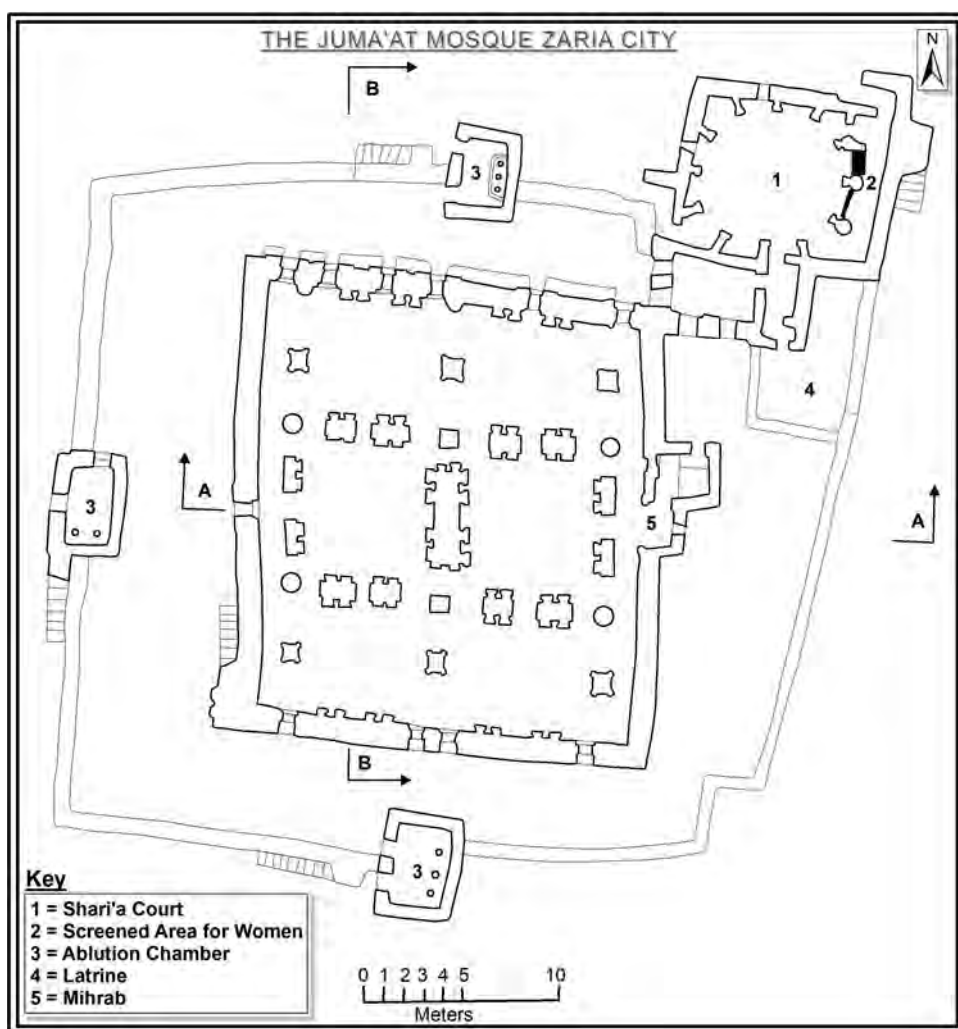 THE JUMA'AT MOSQUE ZARIA CITY
N
B
3
1
2
4
A
3
5
A
B
3
Key
1 = Shari'a Court
2 = Screened Area for Women
3 = Ablution Chamber
4 = Latrine
5 = Mihrab
0 1 2 3 4 5 10
Meters